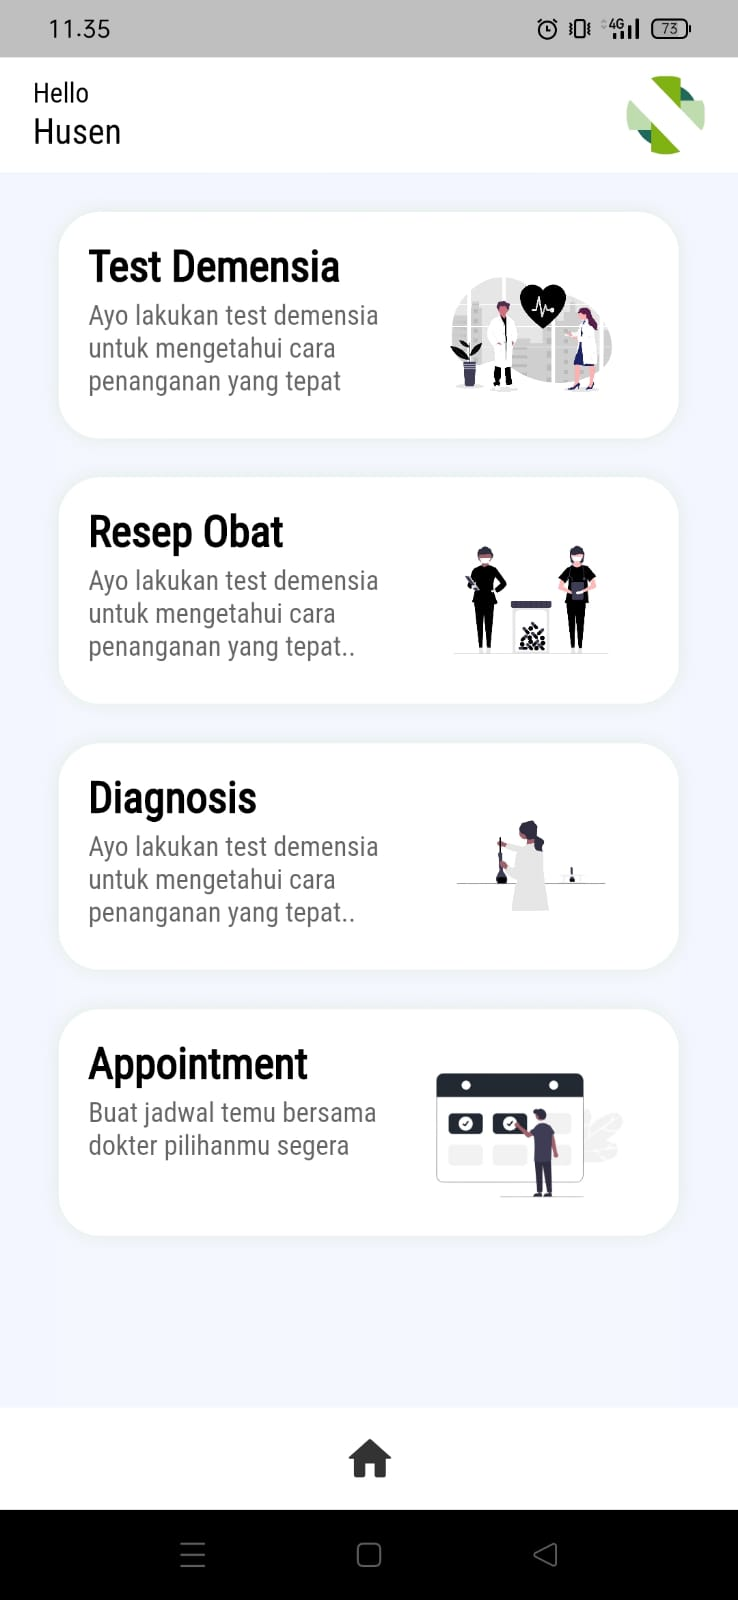 11.35
4G
73
Hello
Husen
Test Demensia
Ayo lakukan test demensia
untuk mengetahui cara
penanganan yang tepat
Resep Obat
Ayo lakukan test demensia
untuk mengetahui cara
penanganan yang tepat..
Diagnosis
Ayo lakukan test demensia
untuk mengetahui cara
penanganan yang tepat..
Appointment
Buat jadwal temu bersama
dokter pilihanmu segera